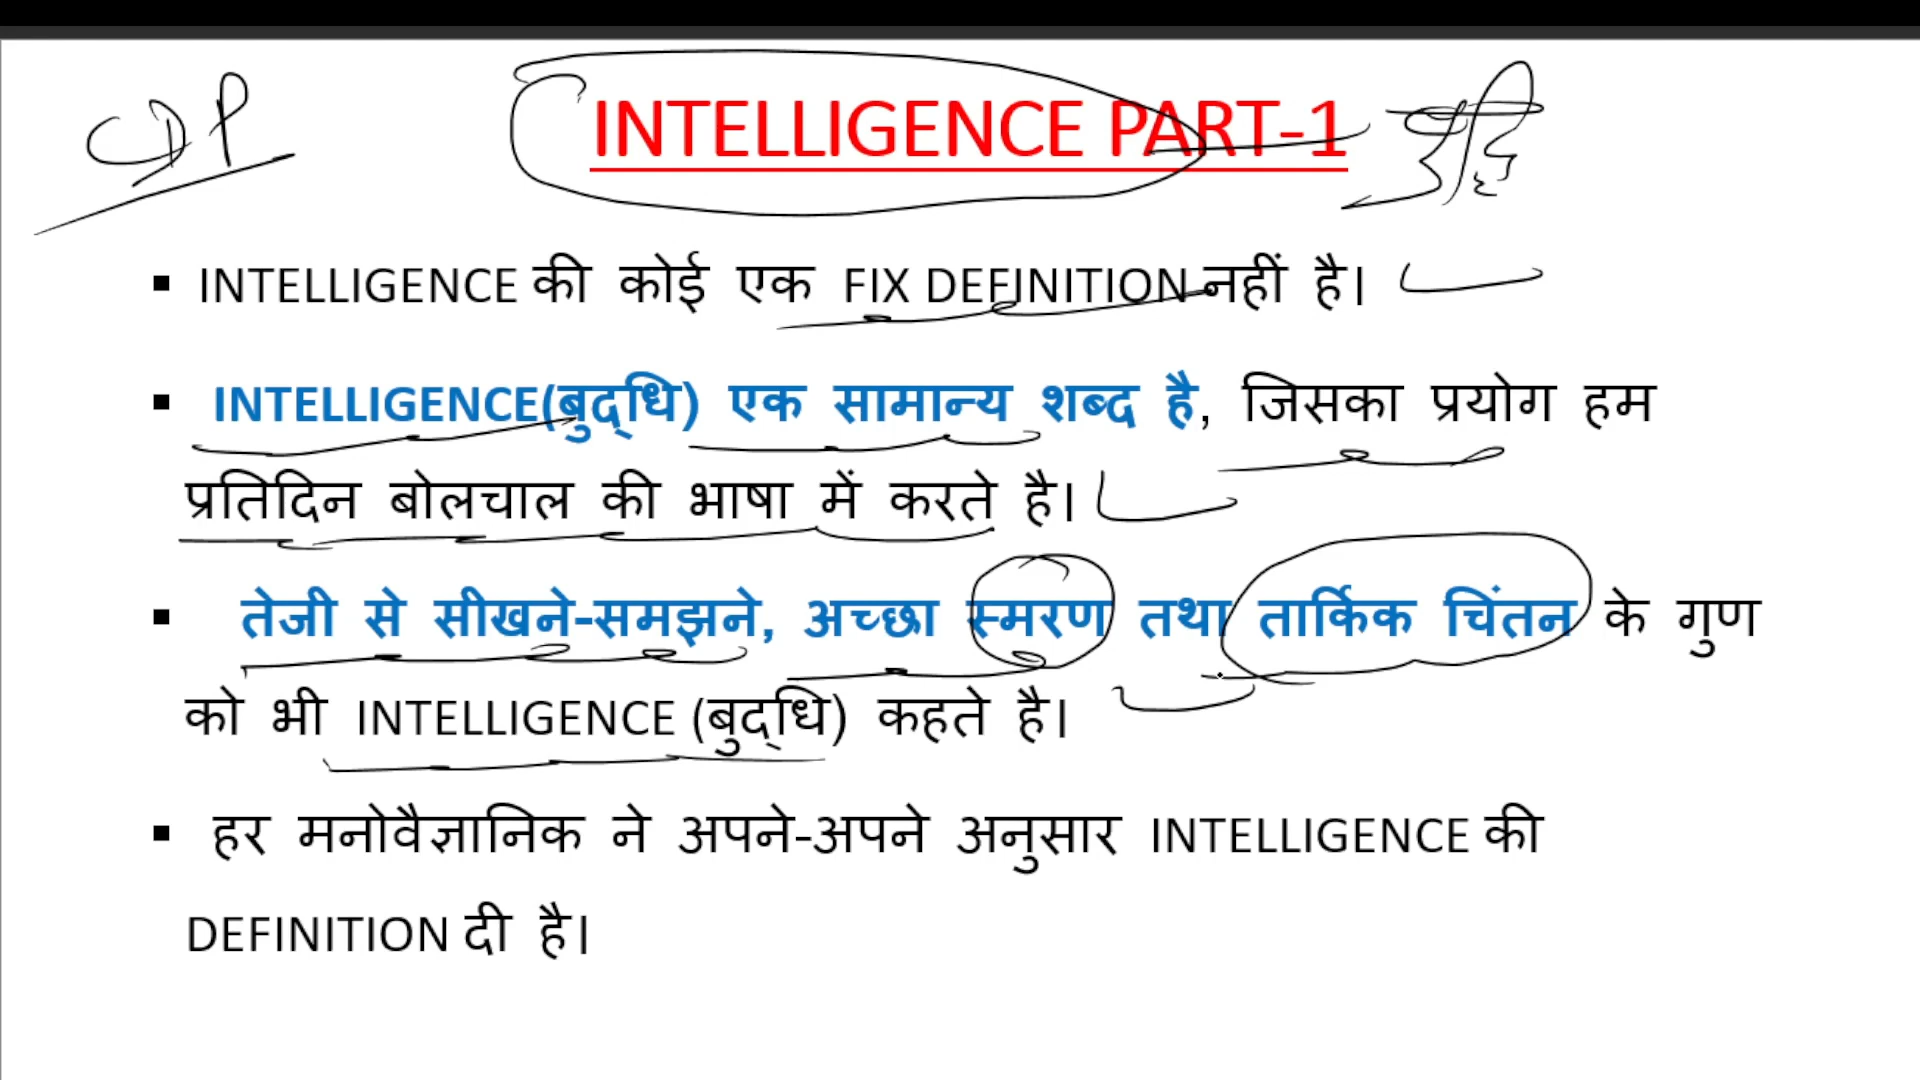 CDP
INTELLIGENCE PART-1
बुद्धि
▪ INTELLIGENCE की कोई एक FIX DEFINITION नहीं है।
▪ INTELLIGENCE(बुद्धि) एक सामान्य शब्द है, जिसका प्रयोग हम
प्रतिदिन बोलचाल की भाषा में करते है।
▪ तेजी से सीखने-समझने, अच्छा स्मरण तथा तार्किक चिंतन के गुण
को भी INTELLIGENCE (बुद्धि) कहते है।
▪ हर मनोवैज्ञानिक ने अपने-अपने अनुसार INTELLIGENCE की
DEFINITION दी है।